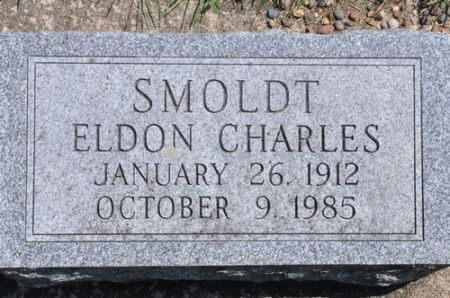 SMOLDT
ELDON CHARLES
JANUARY 26. 1912
OCTOBER 9. 1985